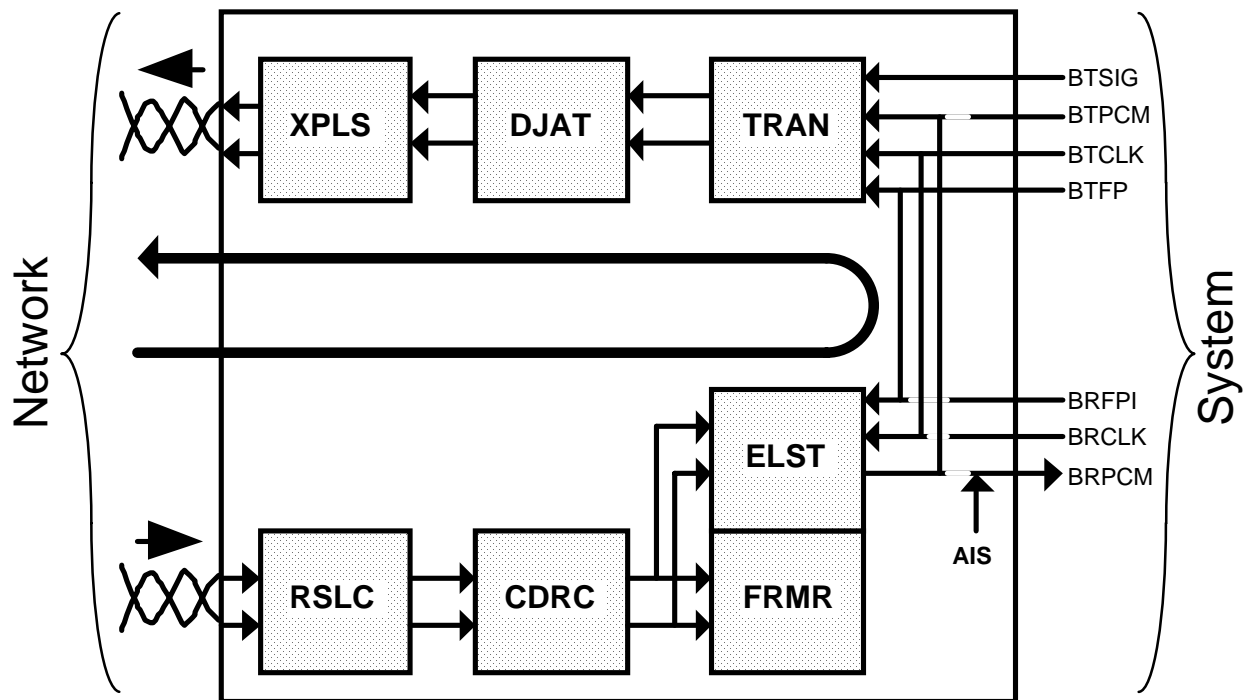 XPLS
DJAT
TRAN
BTSIG
BTPCM
BTCLK
BTFP
Network
System
ELST
BRFPI
BRCLK
BRPCM
AIS
RSLC
CDRC
FRMR